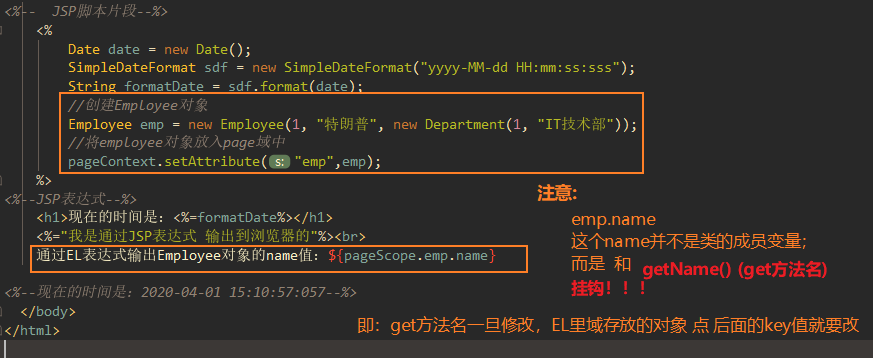 <%-- JSP脚本片段--%>
<%
Date date = new Date();
SimpleDateFormat sdf = new SimpleDateFormat("yyyy-MM-dd HH:mm:ss:sss");
String formatDate = sdf.format(date);
//创建Employee对象
Employee emp = new Employee(1, "特朗普", new Department(1, "IT技术部"));
//将employee对象放入page域中
pageContext.setAttribute( s: "emp",emp);
%>
<%--JSP表达式--%>
<h1>现在的时间是: <%=formatDate%></h1>
<%="我是通过JSP表达式 输出到浏览器的"%><br>
通过EL表达式输出Employee对象的name值: ${pageScope.emp.name}
<%--现在的时间是: 2020-04-01 15:10:57:057--%>
</body>
</html>
注意:
emp.name
这个name并不是类的成员变量;
而是 和 getName() (get方法名)
挂钩! ! !
即: get方法名一旦修改, EL里域存放的对象 点 后面的key值就要改